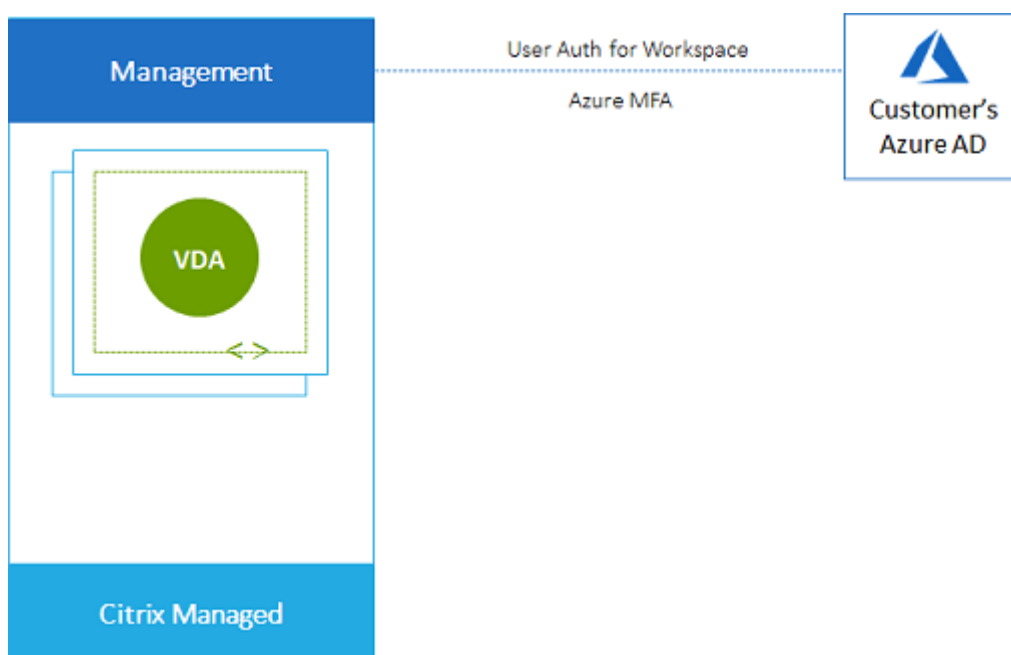 Management
User Auth for Workspace
Azure MFA
Customer's
Azure AD
VDA
Citrix Managed